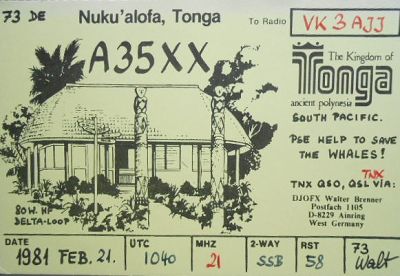 73 DE Nuku'alofa, Tonga To Radio VK3AJJ
A35XX
The Kingdom of
Tonga
ancient polynesia
SOUTH PACIFIC.
PSE HELP TO SAVE
THE WHALES!
TNX
TNX QSO, QSL VIA:
DJ0FX Walter Brenner
Postfach 1105
D-8229 Ainring
West Germany
80W. HF
DELTA-LOOP
DATE UTC MHZ 2-WAY RST 73
1981 FEB. 21. 1040 21 SSB 58 Walt